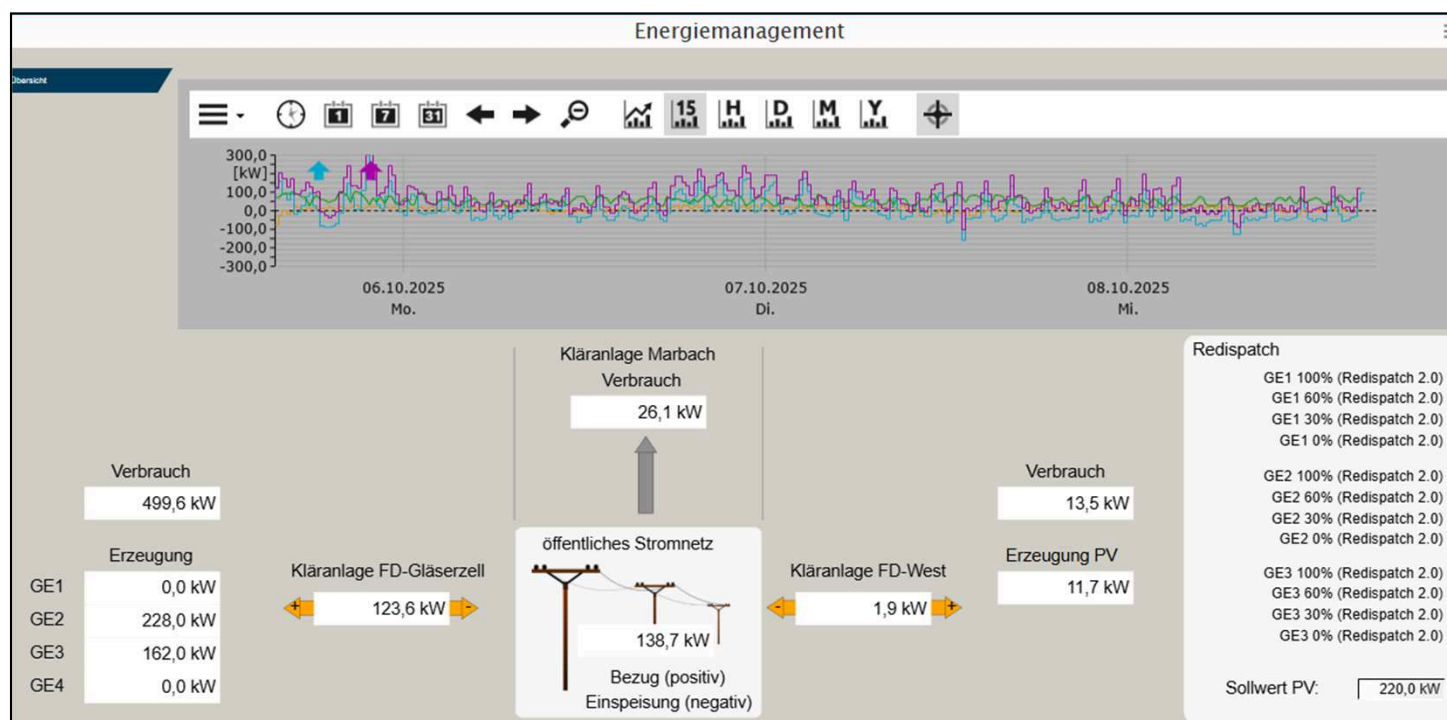 Energiemanagement
Übersicht
1 7 31 15 H D M Y
300,0
[kW]
100,0
0,0
-100,0
-200,0
-300,0
06.10.2025 07.10.2025 08.10.2025
Mo. Di. Mi.
Kläranlage Marbach
Verbrauch
26,1 kW
Verbrauch
499,6 kW
Erzeugung
GE1 0,0 kW
GE2 228,0 kW
GE3 162,0 kW
GE4 0,0 kW
Kläranlage FD-Gläserzell
+ 123,6 kW -
öffentliches Stromnetz
138,7 kW
Bezug (positiv)
Einspeisung (negativ)
Kläranlage FD-West
- 1,9 kW +
Verbrauch
13,5 kW
Erzeugung PV
11,7 kW
Redispatch
GE1 100% (Redispatch 2.0)
GE1 60% (Redispatch 2.0)
GE1 30% (Redispatch 2.0)
GE1 0% (Redispatch 2.0)
GE2 100% (Redispatch 2.0)
GE2 60% (Redispatch 2.0)
GE2 30% (Redispatch 2.0)
GE2 0% (Redispatch 2.0)
GE3 100% (Redispatch 2.0)
GE3 60% (Redispatch 2.0)
GE3 30% (Redispatch 2.0)
GE3 0% (Redispatch 2.0)
Sollwert PV: 220,0 kW